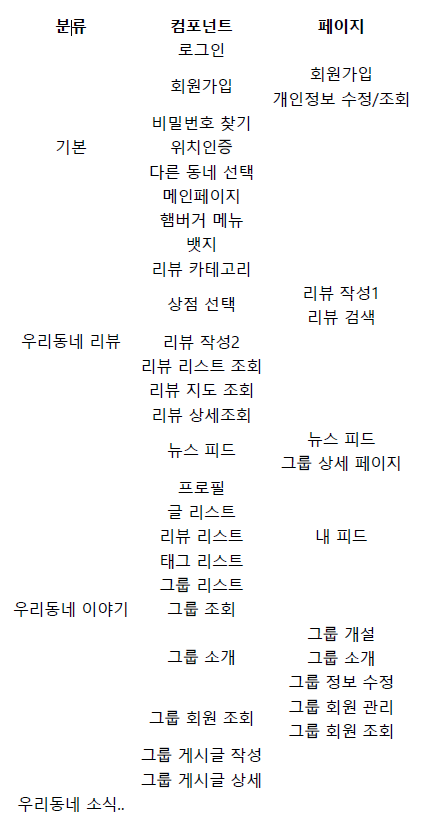 분류 컴포넌트 페이지
로그인
회원가입
회원가입
개인정보 수정/조회
비밀번호 찾기
기본 위치인증
다른 동네 선택
메인페이지
햄버거 메뉴
뱃지
리뷰 카테고리
상점 선택
리뷰 작성1
리뷰 검색
우리동네 리뷰 리뷰 작성2
리뷰 리스트 조회
리뷰 지도 조회
리뷰 상세조회
뉴스 피드
뉴스 피드
그룹 상세 페이지
프로필
글 리스트
리뷰 리스트 내 피드
태그 리스트
그룹 리스트
우리동네 이야기 그룹 조회
그룹 소개
그룹 개설
그룹 소개
그룹 정보 수정
그룹 회원 조회
그룹 회원 관리
그룹 회원 조회
그룹 게시글 작성
그룹 게시글 상세
우리동네 소식..